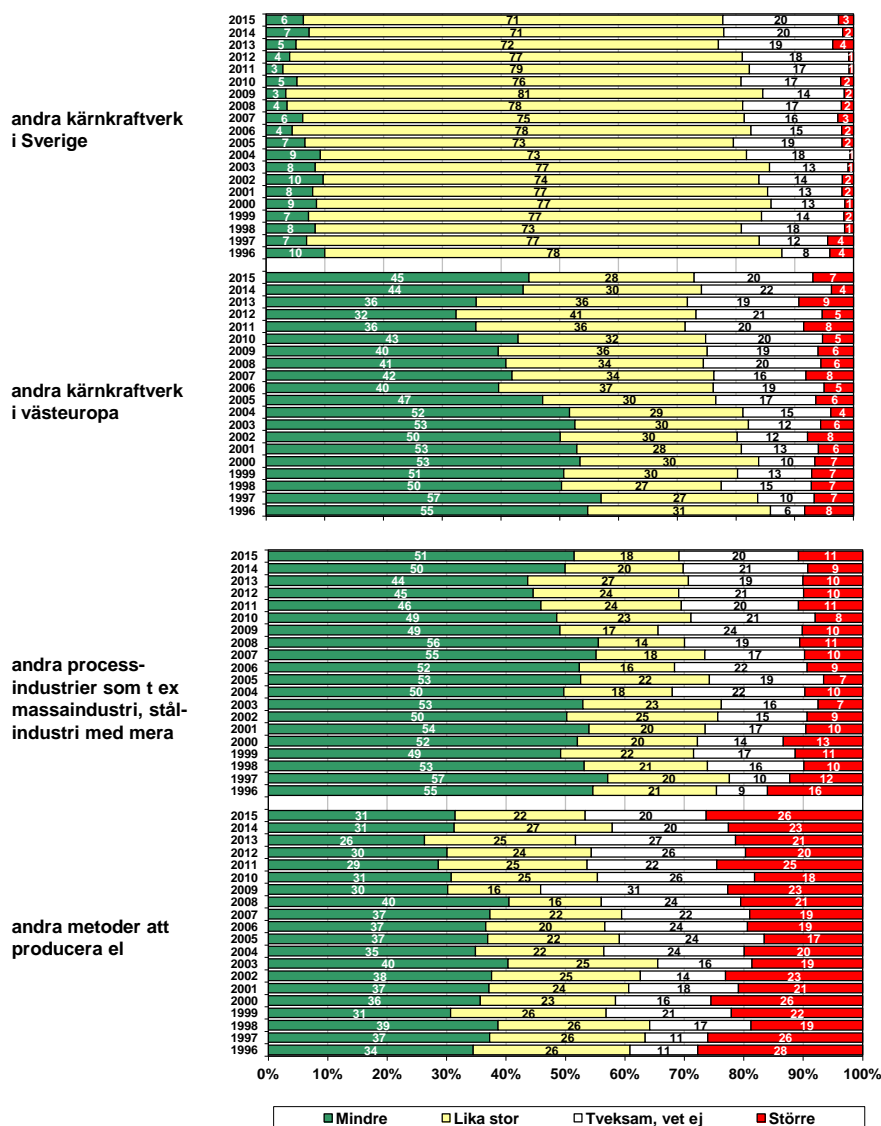 2015 6 71 20 3
2014 7 71 20 2
2013 5 72 19 4
2012 4 77 18 1
2011 3 79 17 1
2010 5 76 17 2
2009 3 81 14 2
2008 4 78 17 2
2007 6 75 16 3
2006 4 78 15 2
2005 7 73 19 2
2004 9 73 18 1
2003 8 77 13 1
2002 10 74 14 2
2001 8 77 13 2
2000 9 77 13 1
1999 7 77 14 2
1998 8 73 18 1
1997 7 77 12 4
1996 10 78 8 4
andra kärnkraftverk
i Sverige
2015 45 28 20 7
2014 44 30 22 4
2013 36 36 19 9
2012 32 41 21 5
2011 36 36 20 8
2010 43 32 20 5
2009 40 36 19 6
2008 41 34 20 6
2007 42 34 16 8
2006 40 37 19 5
2005 47 30 17 6
2004 52 29 15 4
2003 53 30 12 6
2002 50 30 12 8
2001 53 28 13 6
2000 53 30 10 7
1999 51 30 13 7
1998 50 27 15 7
1997 57 27 10 7
1996 55 31 6 8
andra kärnkraftverk
i västeuropa
2015 51 18 20 11
2014 50 20 21 9
2013 44 27 19 10
2012 45 24 21 10
2011 46 24 20 11
2010 49 23 21 8
2009 49 17 24 10
2008 56 14 19 11
2007 55 18 17 10
2006 52 16 22 9
2005 53 22 19 7
2004 50 18 22 10
2003 53 23 16 7
2002 50 25 15 9
2001 54 20 17 10
2000 52 20 14 13
1999 49 22 17 11
1998 53 21 16 10
1997 57 20 10 12
1996 55 21 9 16
andra process-
industrier som t ex
massaindustri, stål-
industri med mera
2015 31 22 20 26
2014 31 27 20 23
2013 26 25 27 21
2012 30 24 26 20
2011 29 25 22 25
2010 31 25 26 18
2009 30 16 31 23
2008 40 16 24 21
2007 37 22 22 19
2006 37 20 24 19
2005 37 22 24 17
2004 35 22 24 20
2003 40 25 16 19
2002 38 25 14 23
2001 37 24 18 21
2000 36 23 16 26
1999 31 26 21 22
1998 39 26 17 19
1997 37 26 11 26
1996 34 26 11 28
andra metoder att
producera el
0% 10% 20% 30% 40% 50% 60% 70% 80% 90% 100%
Mindre Lika stor Tveksam, vet ej Större